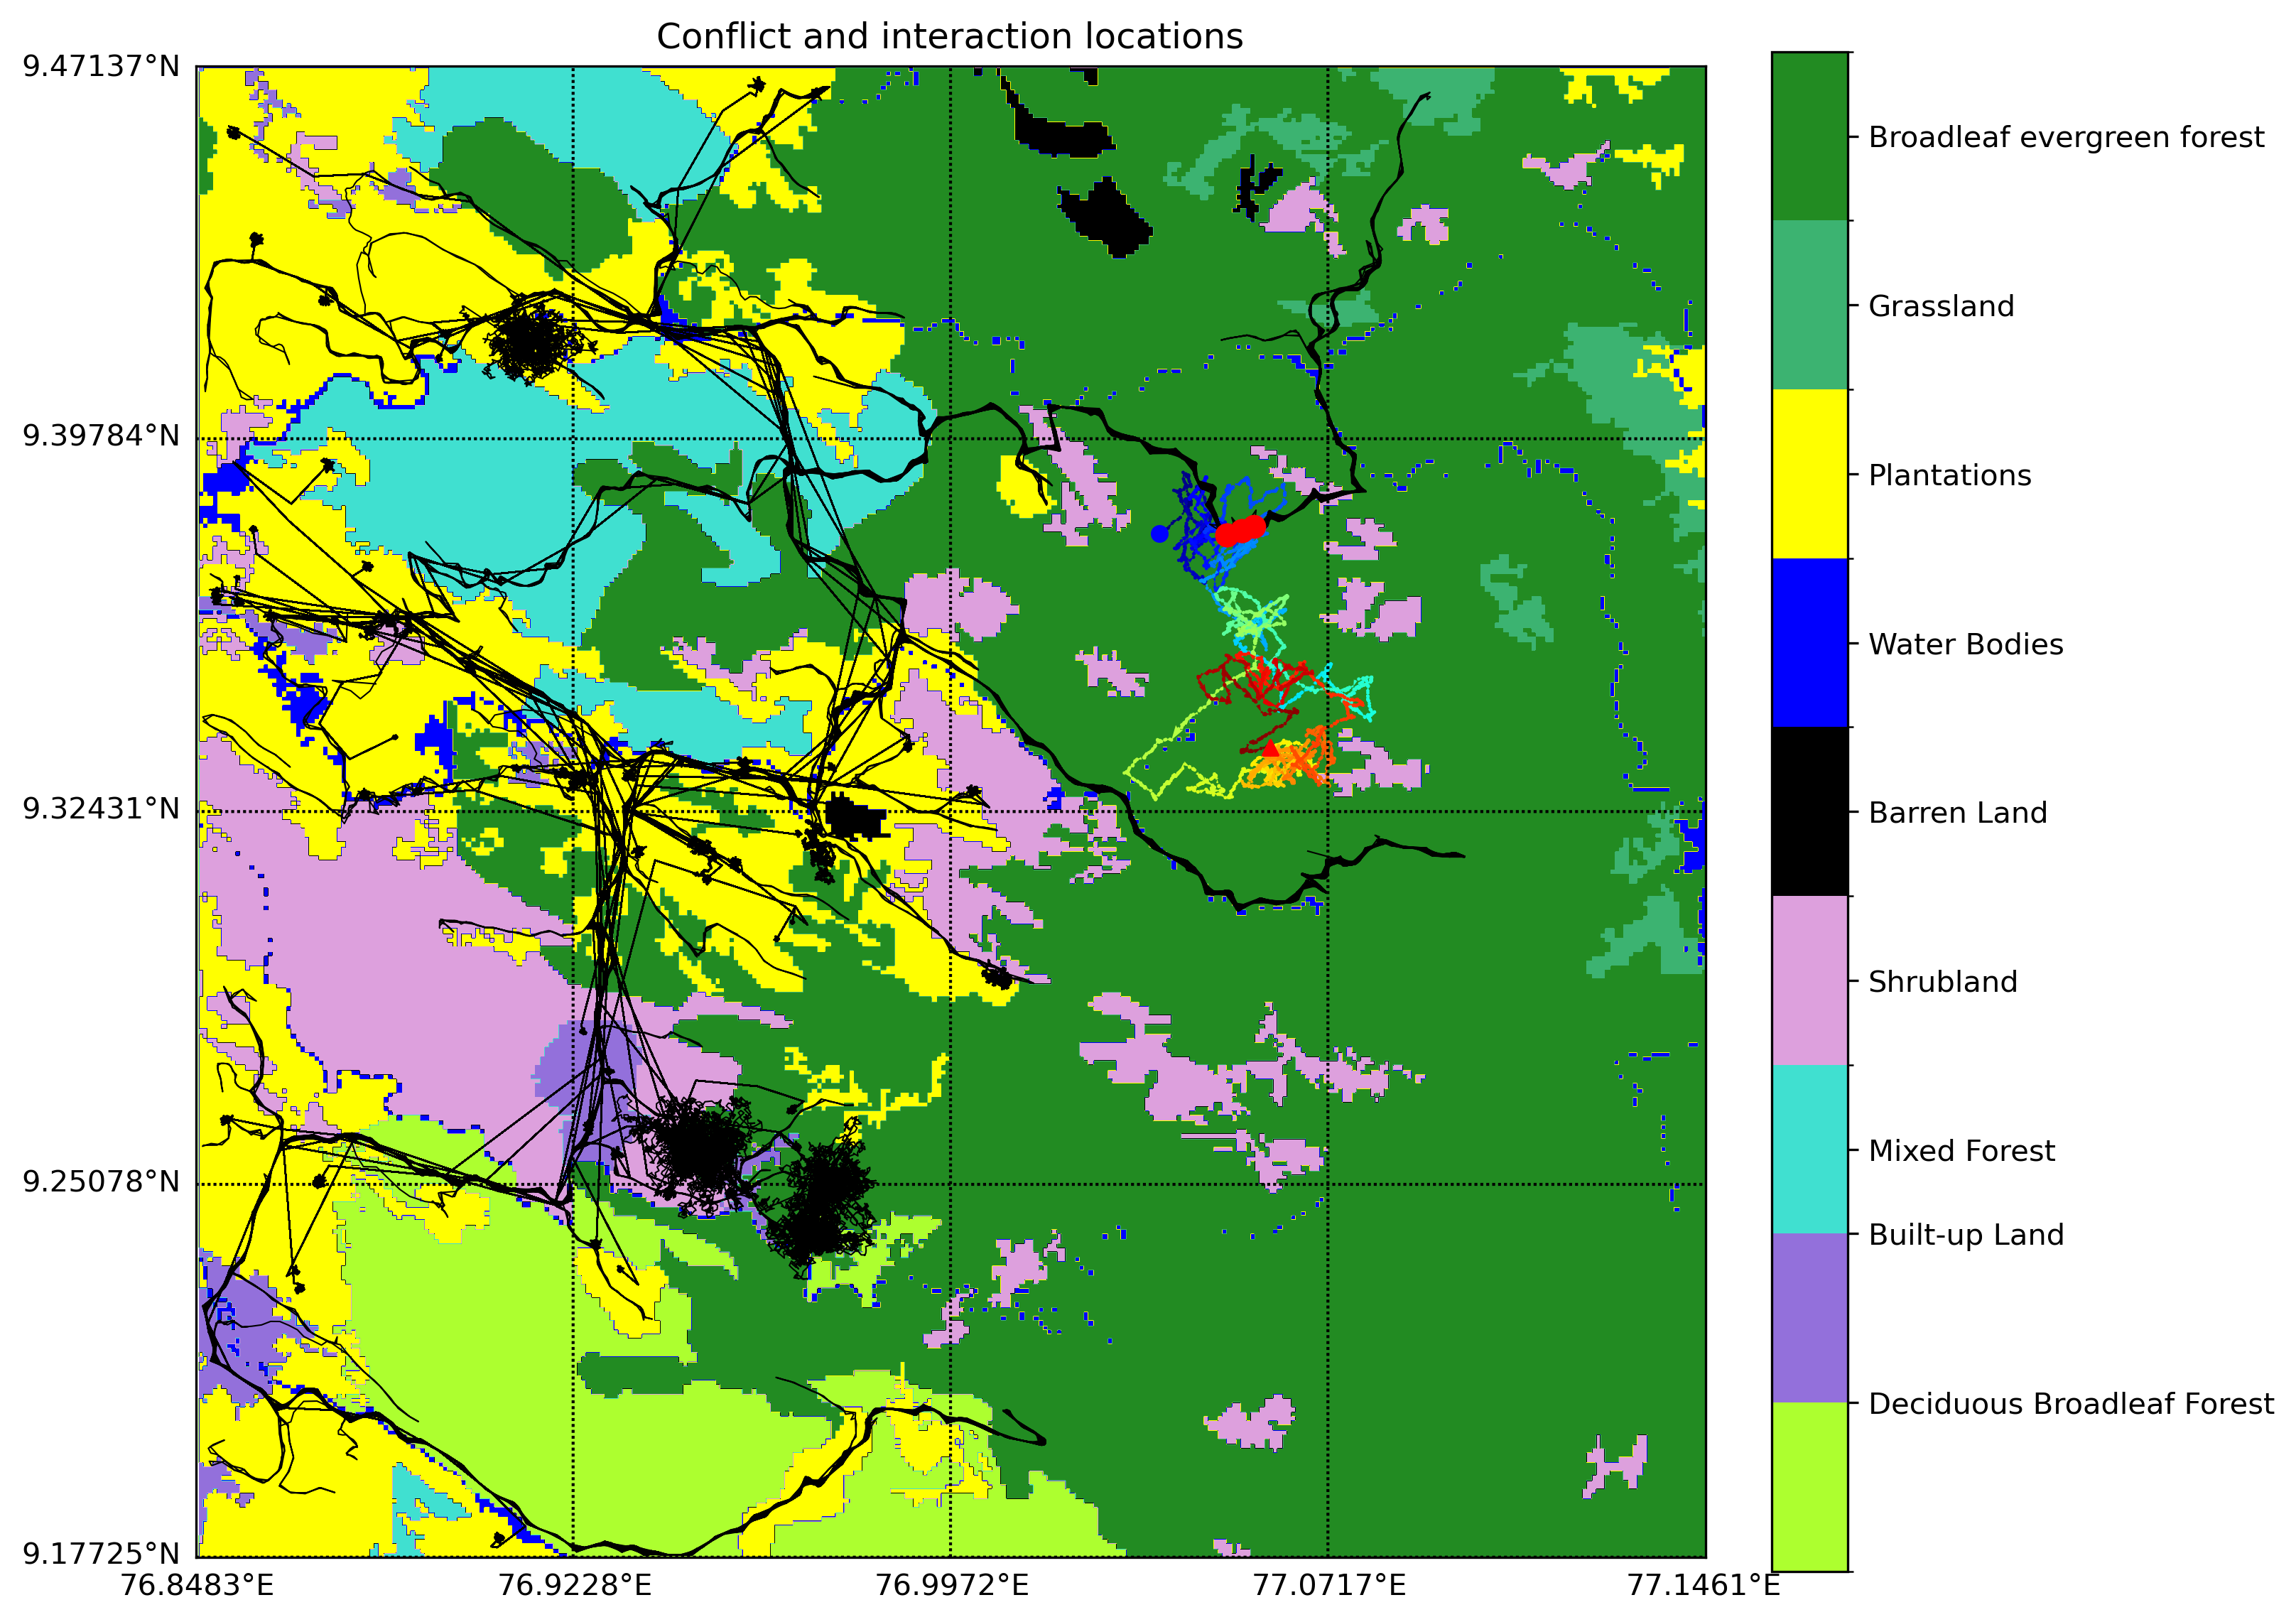 Conflict and interaction locations
9.47137°N
9.39784°N
9.32431°N
9.25078°N
9.17725°N
76.8483°E
76.9228°E
76.9972°E
77.0717°E
77.1461°E
Broadleaf evergreen forest
Grassland
Plantations
Water Bodies
Barren Land
Shrubland
Mixed Forest
Built-up Land
Deciduous Broadleaf Forest